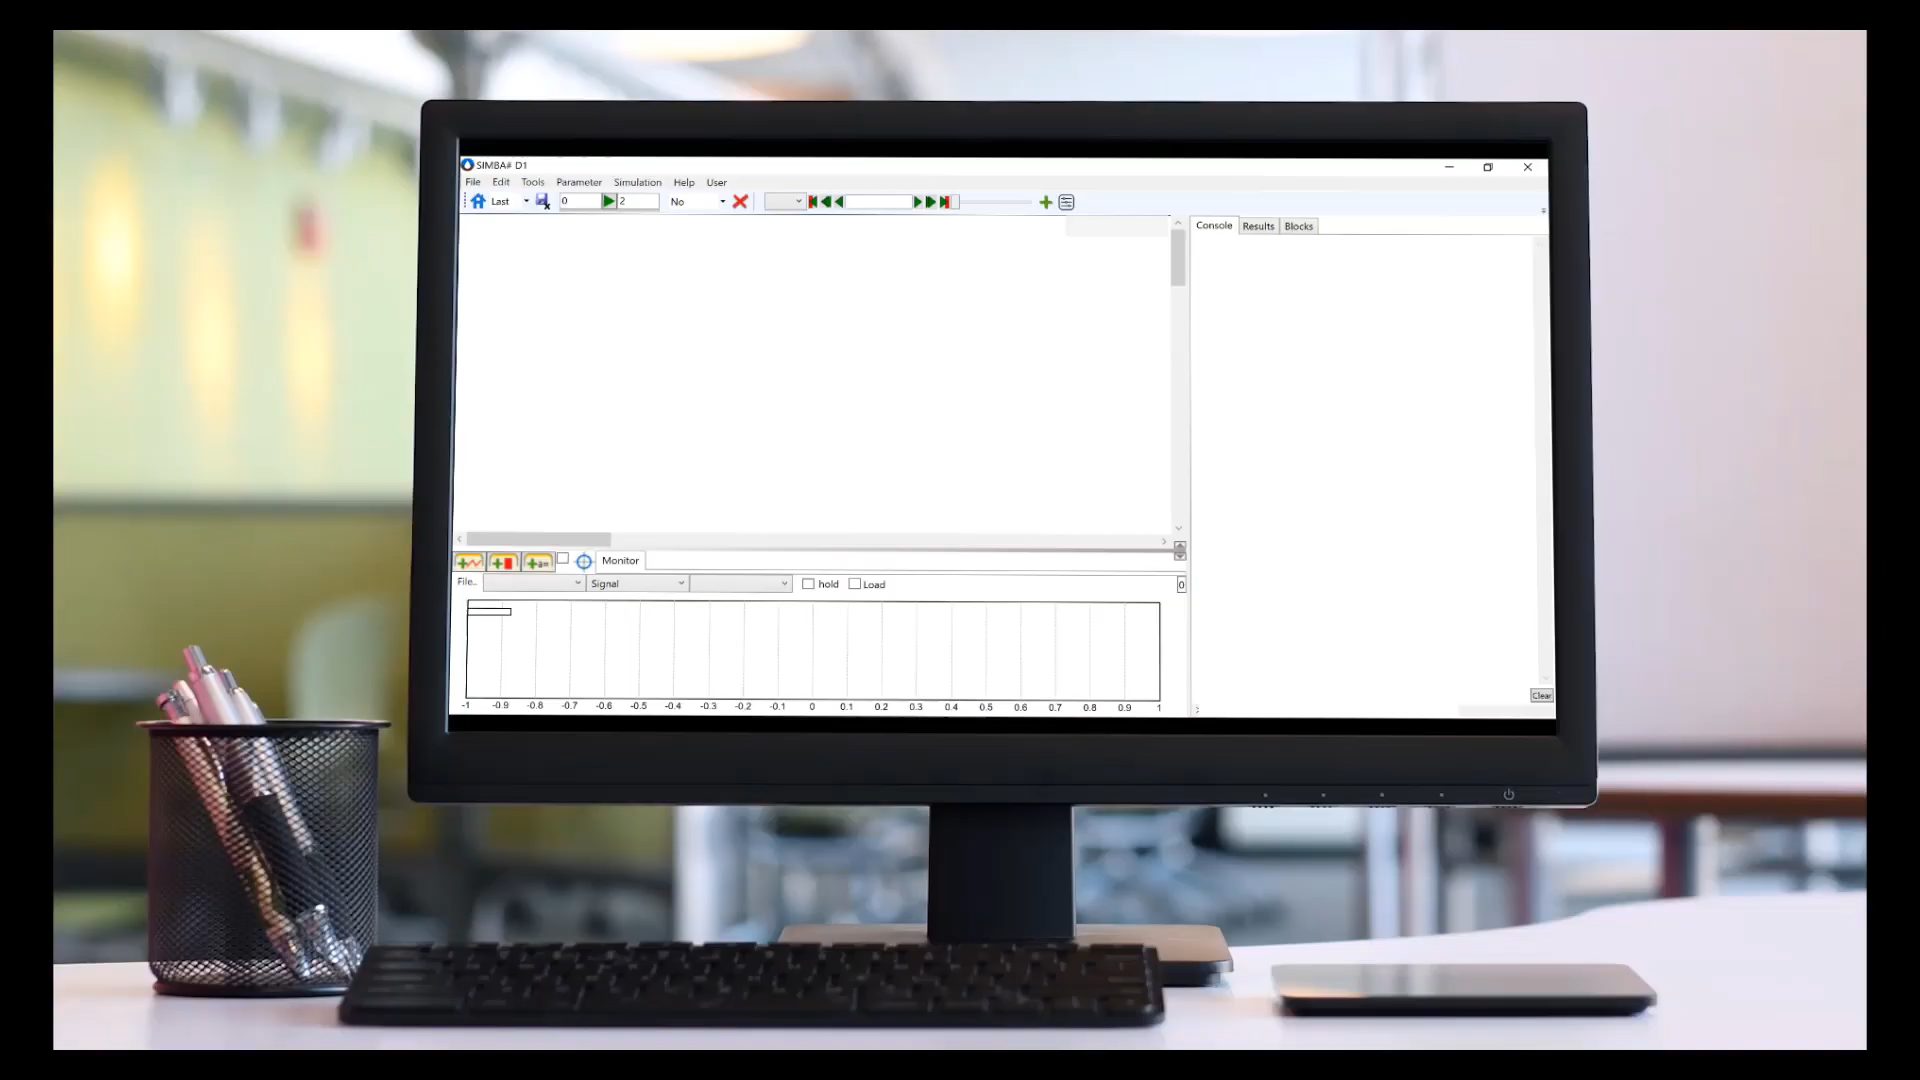 SIMBA# D1
File Edit Tools Parameter Simulation Help User
Last 0 2 No
Console Results Blocks
Monitor
File.. Signal hold Load 0
Clear
-1 -0.9 -0.8 -0.7 -0.6 -0.5 -0.4 -0.3 -0.2 -0.1 0 0.1 0.2 0.3 0.4 0.5 0.6 0.7 0.8 0.9 1